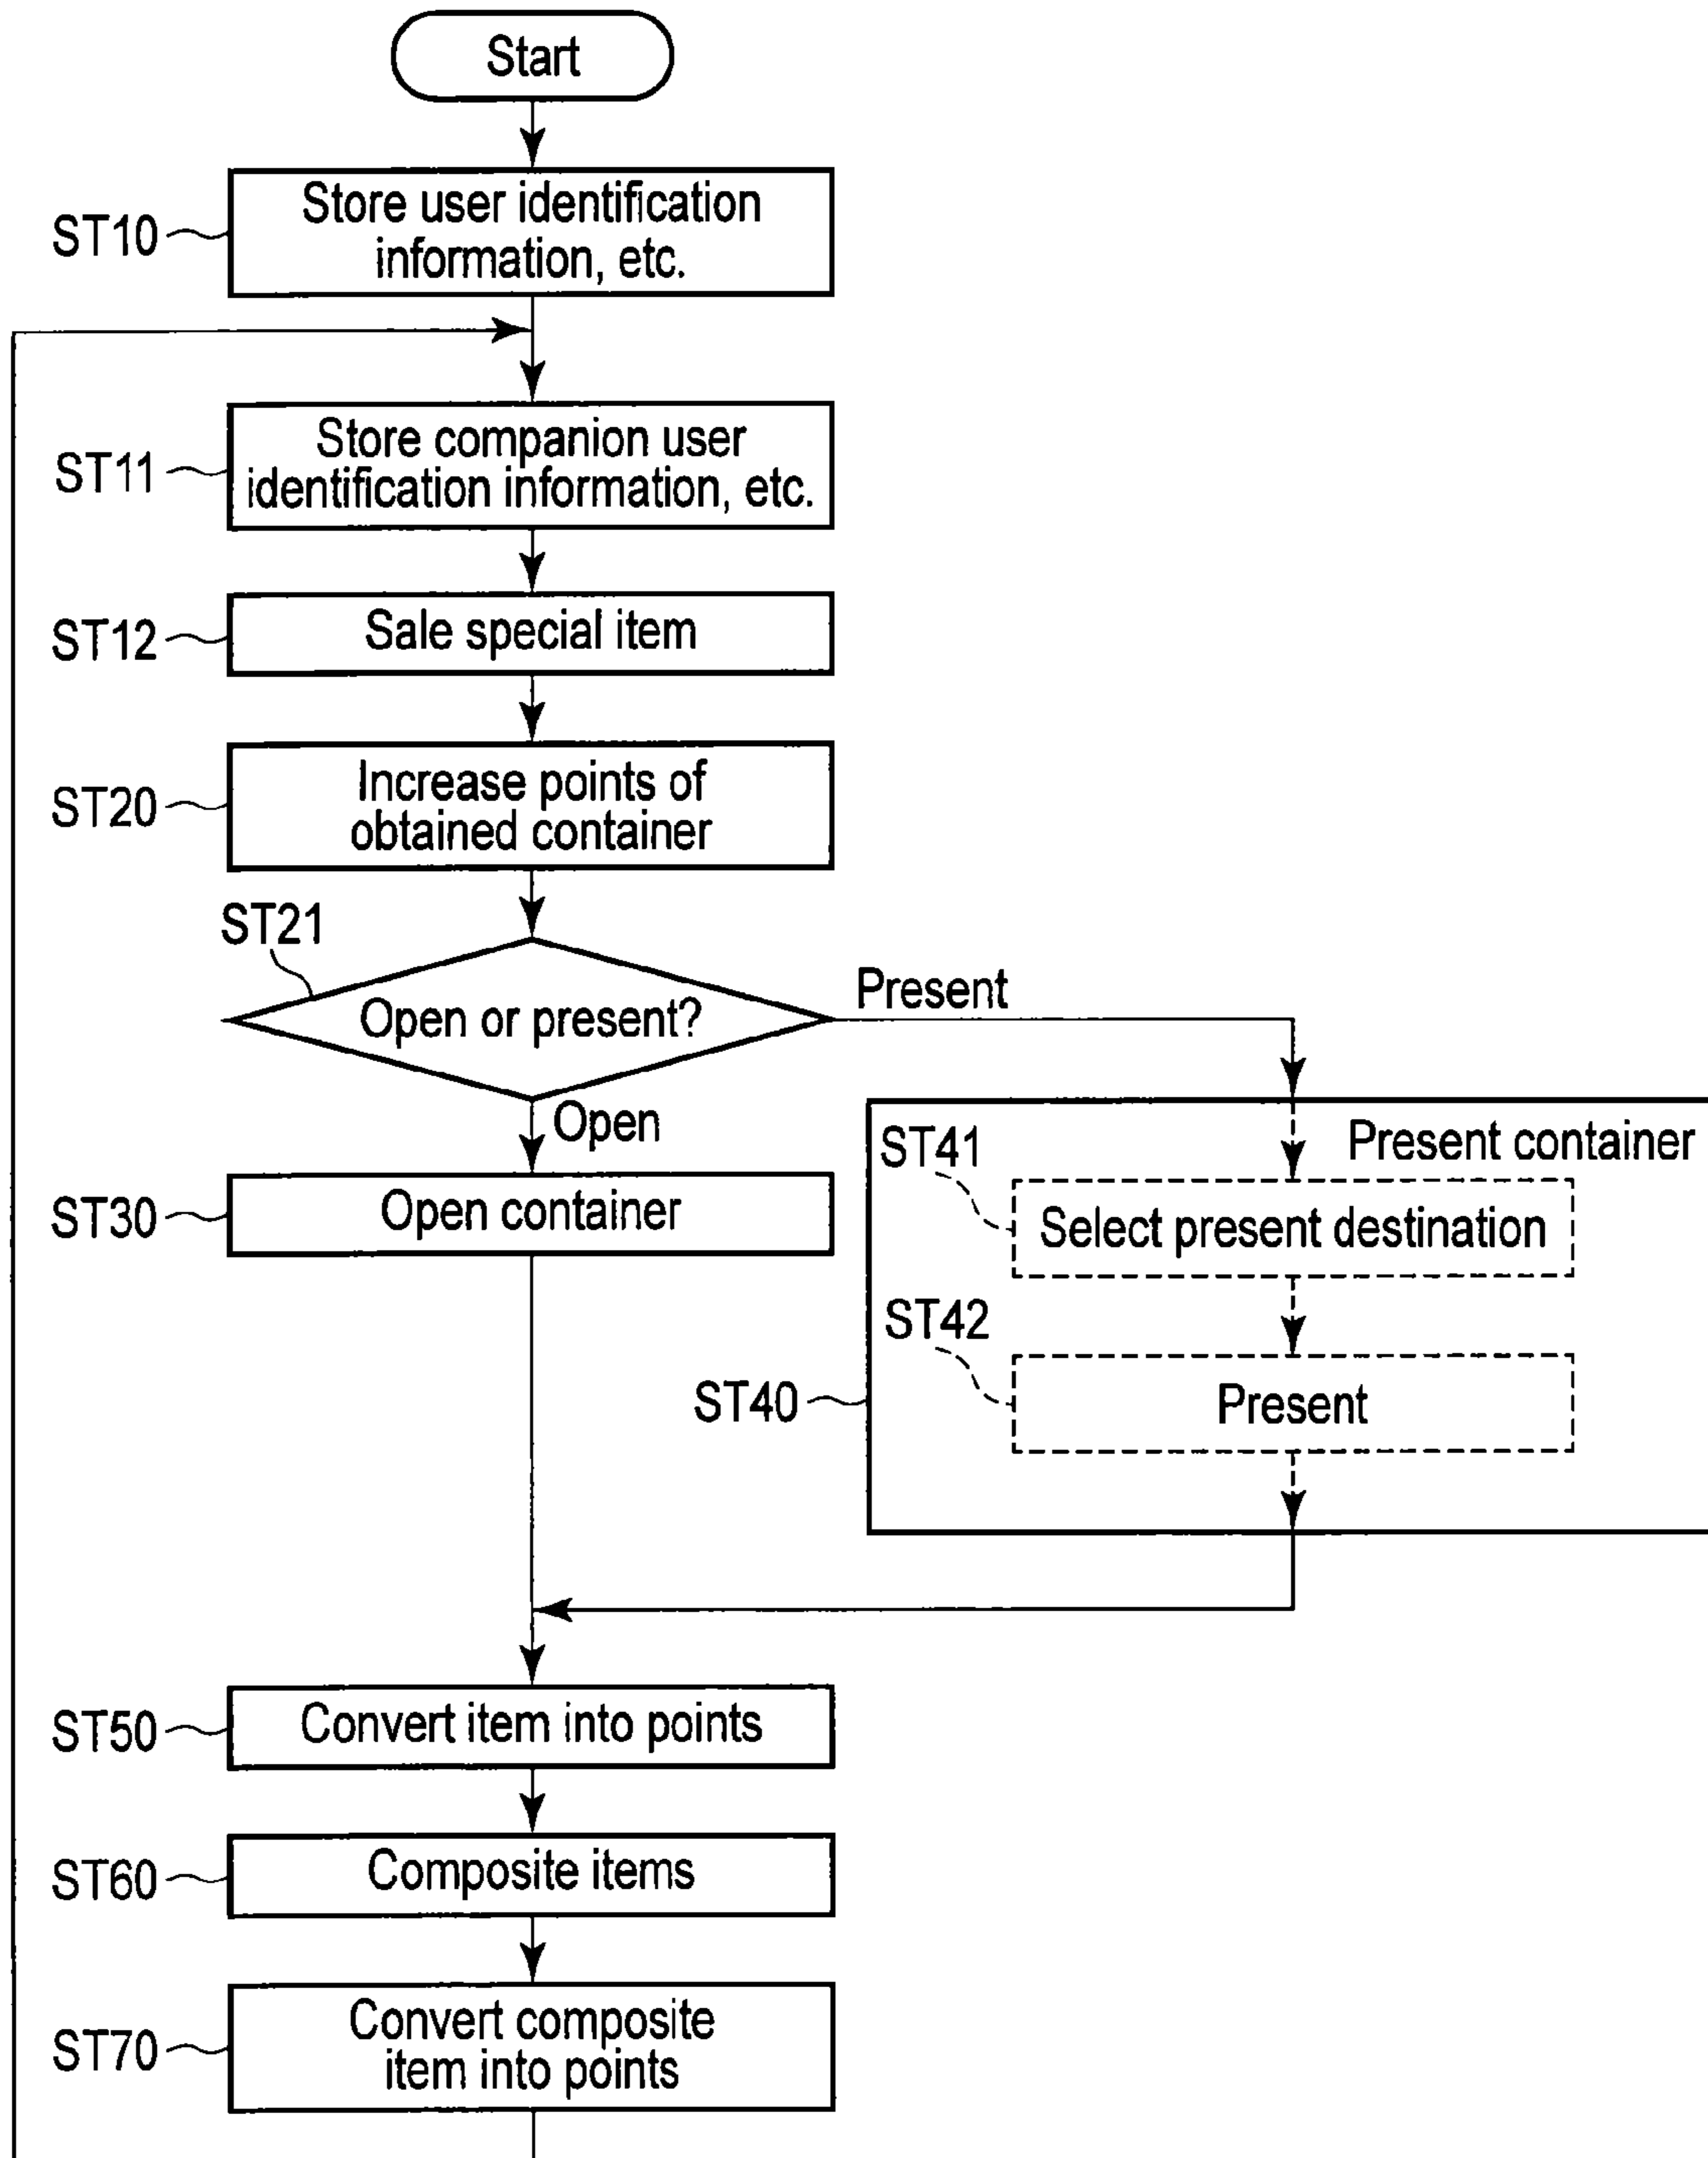 Start
ST10
Store user identification
information, etc.
ST11
Store companion user
identification information, etc.
ST12
Sale special item
ST20
Increase points of
obtained container
ST21
Open or present?
Present
Open
ST30
Open container
Present container
ST41
Select present destination
ST42
Present
ST40
ST50
Convert item into points
ST60
Composite items
ST70
Convert composite
item into points